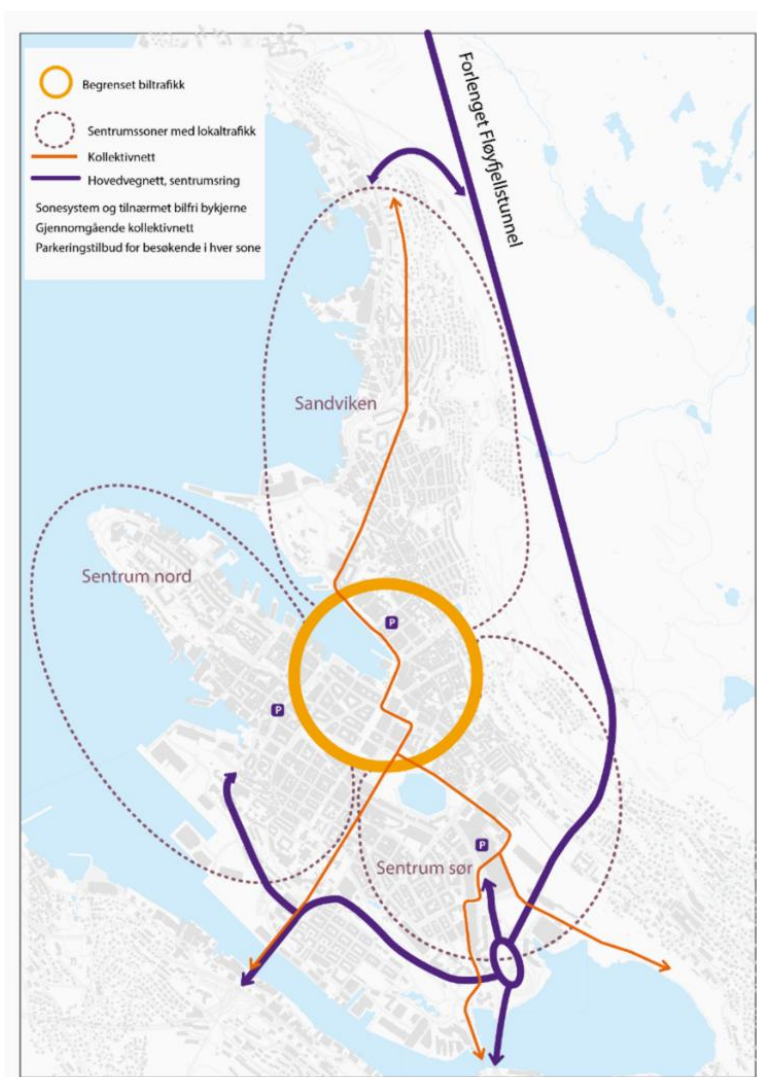 Begrenset biltrafikk
Sentrumssoner med lokaltrafikk
Kollektivnett
Hovedvegnett, sentrumsring
Sonesystem og tilnærmet bilfri bykjerne
Gjennomgående kollektivnett
Parkeringstilbud for besøkende i hver sone
Forlenget Fløyfjellstunnel
Sandviken
Sentrum nord
P
P
Sentrum sør
P